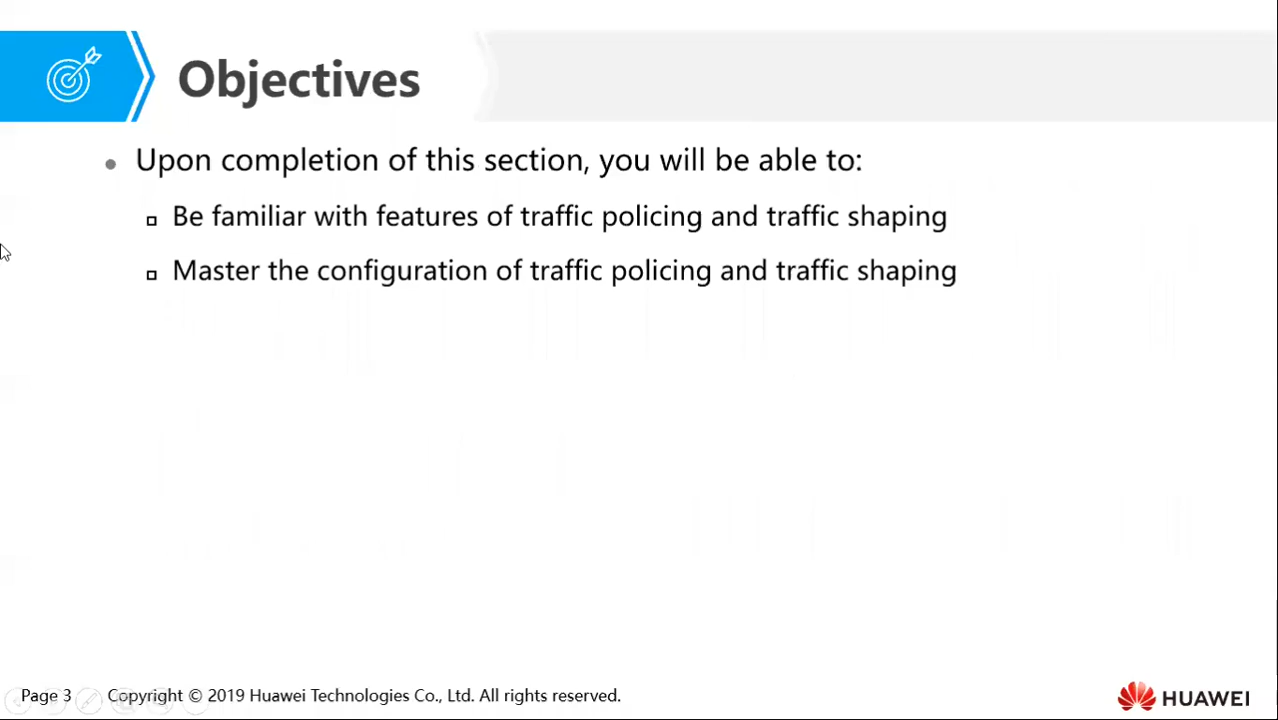 Objectives
Upon completion of this section, you will be able to:
Be familiar with features of traffic policing and traffic shaping
Master the configuration of traffic policing and traffic shaping
Page 3 Copyright © 2019 Huawei Technologies Co., Ltd. All rights reserved.
HUAWEI